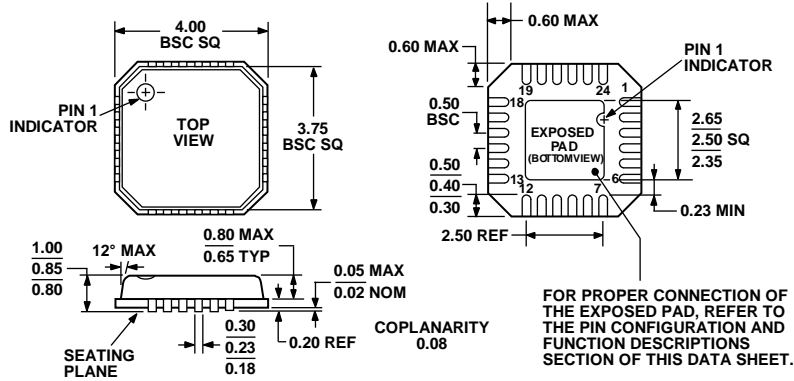 4.00
BSC SQ
PIN 1
INDICATOR
TOP
VIEW
3.75
BSC SQ
0.60 MAX
0.60 MAX
PIN 1
INDICATOR
19
24
1
18
0.50
BSC
EXPOSED
PAD
(BOTTOMVIEW)
2.65
2.50 SQ
2.35
0.50
0.40
0.30
13
12
7
6
0.23 MIN
2.50 REF
1.00
0.85
0.80
12° MAX
0.80 MAX
0.65 TYP
0.05 MAX
0.02 NOM
0.30
0.23
0.18
0.20 REF
COPLANARITY
0.08
SEATING
PLANE
FOR PROPER CONNECTION OF
THE EXPOSED PAD, REFER TO
THE PIN CONFIGURATION AND
FUNCTION DESCRIPTIONS
SECTION OF THIS DATA SHEET.